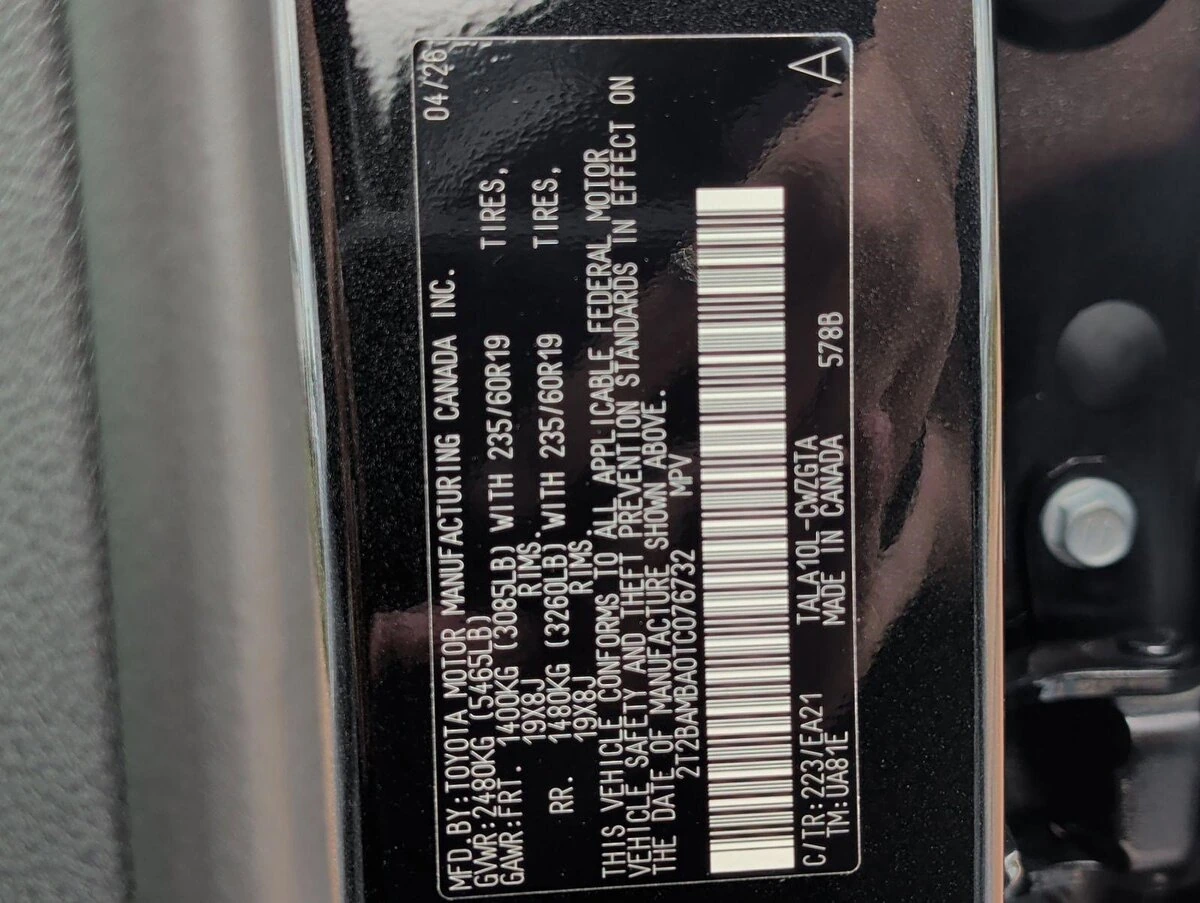 MFD.BY:TOYOTA MOTOR MANUFACTURING CANADA INC. 04/26
GVWR:2480KG (5465LB)
GAWR:FRT. 1400KG (3085LB) WITH 235/60R19 TIRES,
19X8J RIMS.
RR. 1480KG (3260LB) WITH 235/60R19 TIRES,
19X8J RIMS.
THIS VEHICLE CONFORMS TO ALL APPLICABLE FEDERAL MOTOR
VEHICLE SAFETY AND THEFT PREVENTION STANDARDS IN EFFECT ON
THE DATE OF MANUFACTURE SHOWN ABOVE.
2T2BAMBA0TC076732 MPV
C/TR:223/EA21 TALA10L-CWZGTA 578B A
TM:UA81E MADE IN CANADA